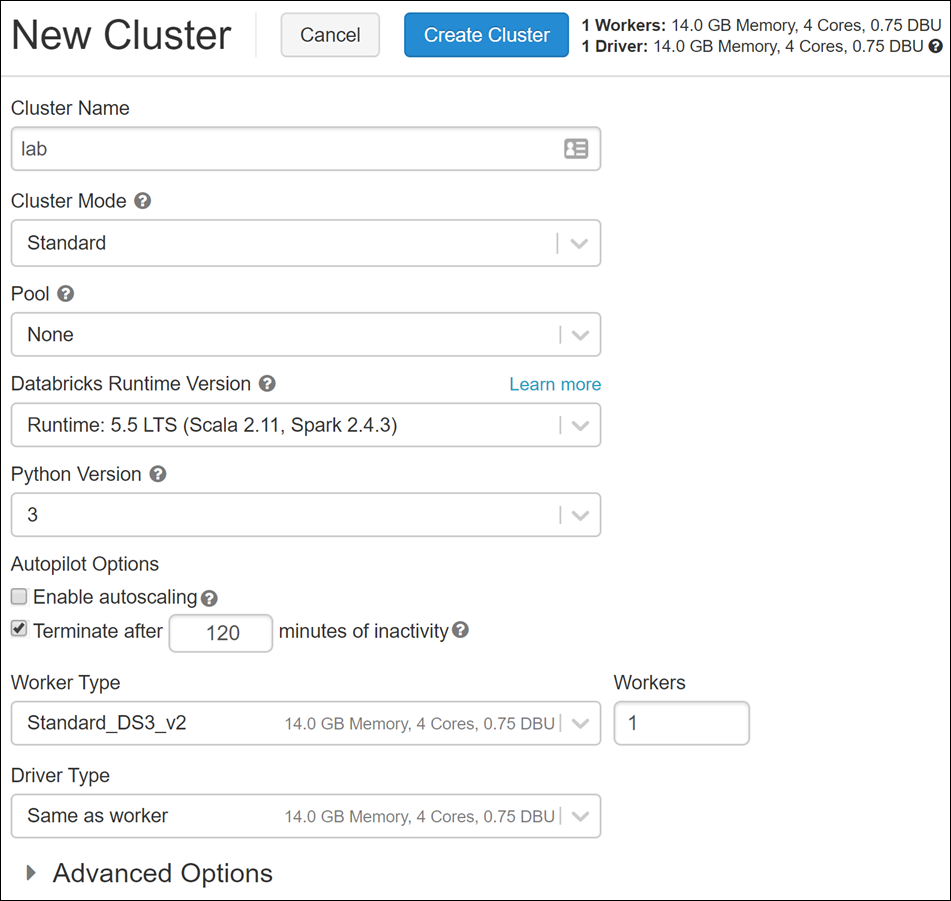 New Cluster
Cancel
Create Cluster
1 Workers: 14.0 GB Memory, 4 Cores, 0.75 DBU
1 Driver: 14.0 GB Memory, 4 Cores, 0.75 DBU ?
Cluster Name
lab
Cluster Mode ?
Standard
Pool ?
None
Databricks Runtime Version ? Learn more
Runtime: 5.5 LTS (Scala 2.11, Spark 2.4.3)
Python Version ?
3
Autopilot Options
Enable autoscaling ?
Terminate after 120 minutes of inactivity ?
Worker Type Workers
Standard_DS3_v2 14.0 GB Memory, 4 Cores, 0.75 DBU 1
Driver Type
Same as worker 14.0 GB Memory, 4 Cores, 0.75 DBU
Advanced Options